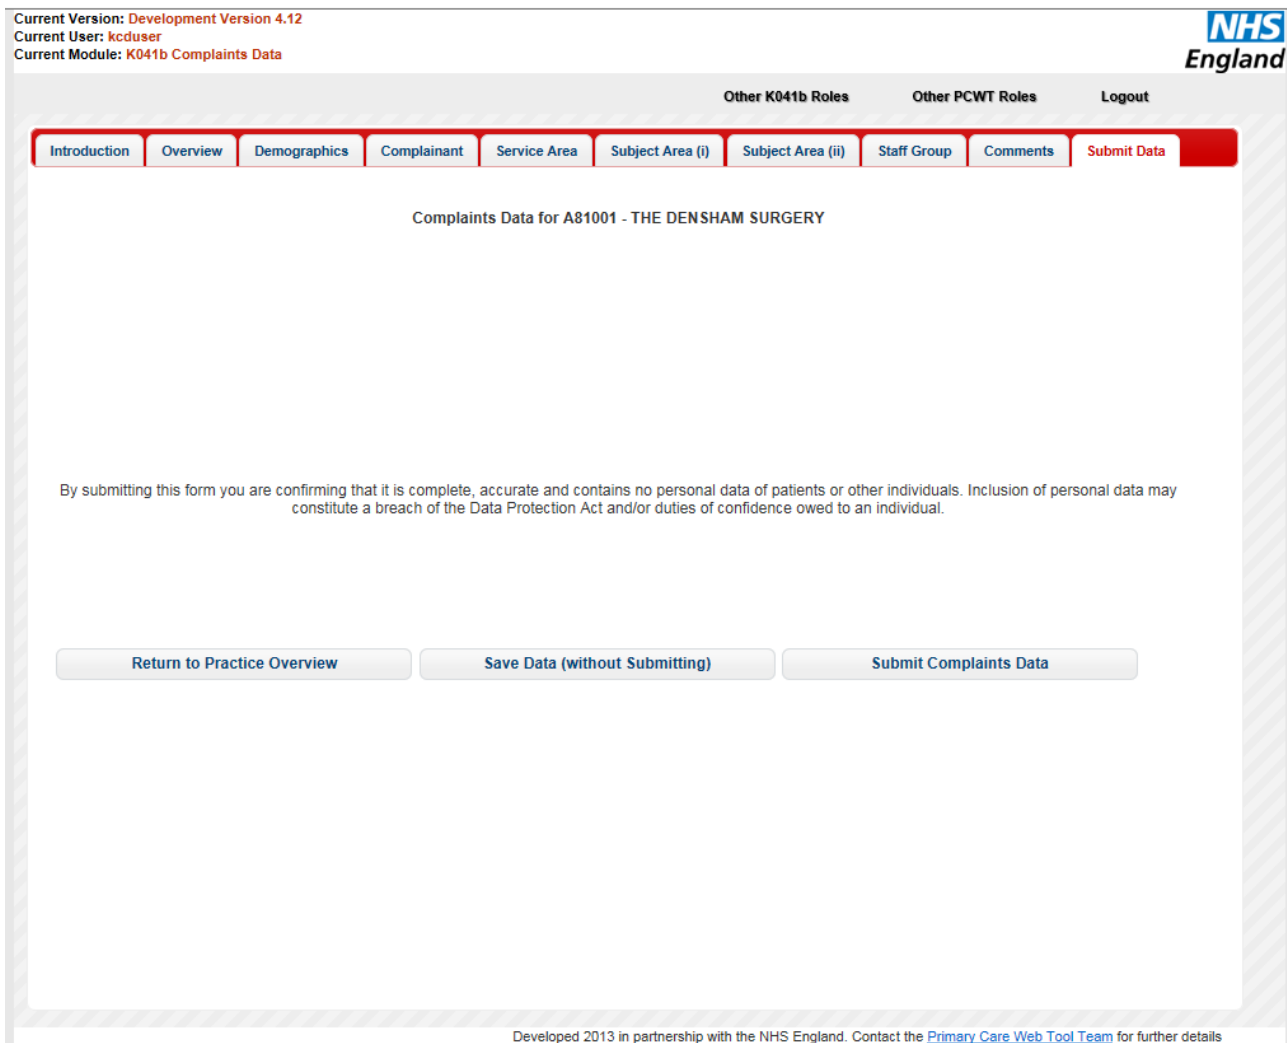 Current Version: Development Version 4.12
Current User: kcduser
Current Module: K041b Complaints Data
NHS
England
Other K041b Roles Other PCWT Roles Logout
Introduction Overview Demographics Complainant Service Area Subject Area (i) Subject Area (ii) Staff Group Comments Submit Data
Complaints Data for A81001 - THE DENSHAM SURGERY
By submitting this form you are confirming that it is complete, accurate and contains no personal data of patients or other individuals. Inclusion of personal data may
constitute a breach of the Data Protection Act and/or duties of confidence owed to an individual.
Return to Practice Overview Save Data (without Submitting) Submit Complaints Data
Developed 2013 in partnership with the NHS England. Contact the Primary Care Web Tool Team for further details